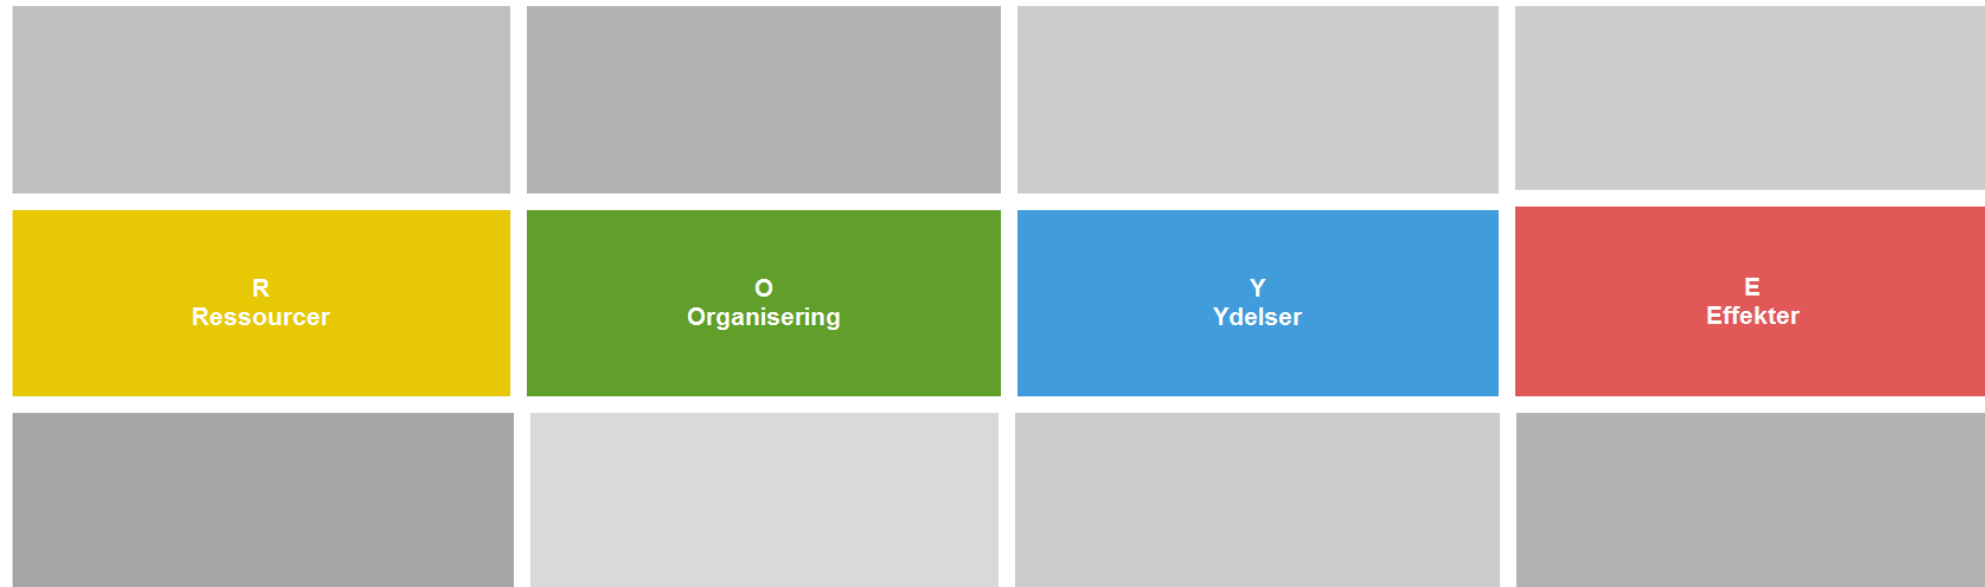 R
Ressourcer
O
Organisering
Y
Ydelser
E
Effekter